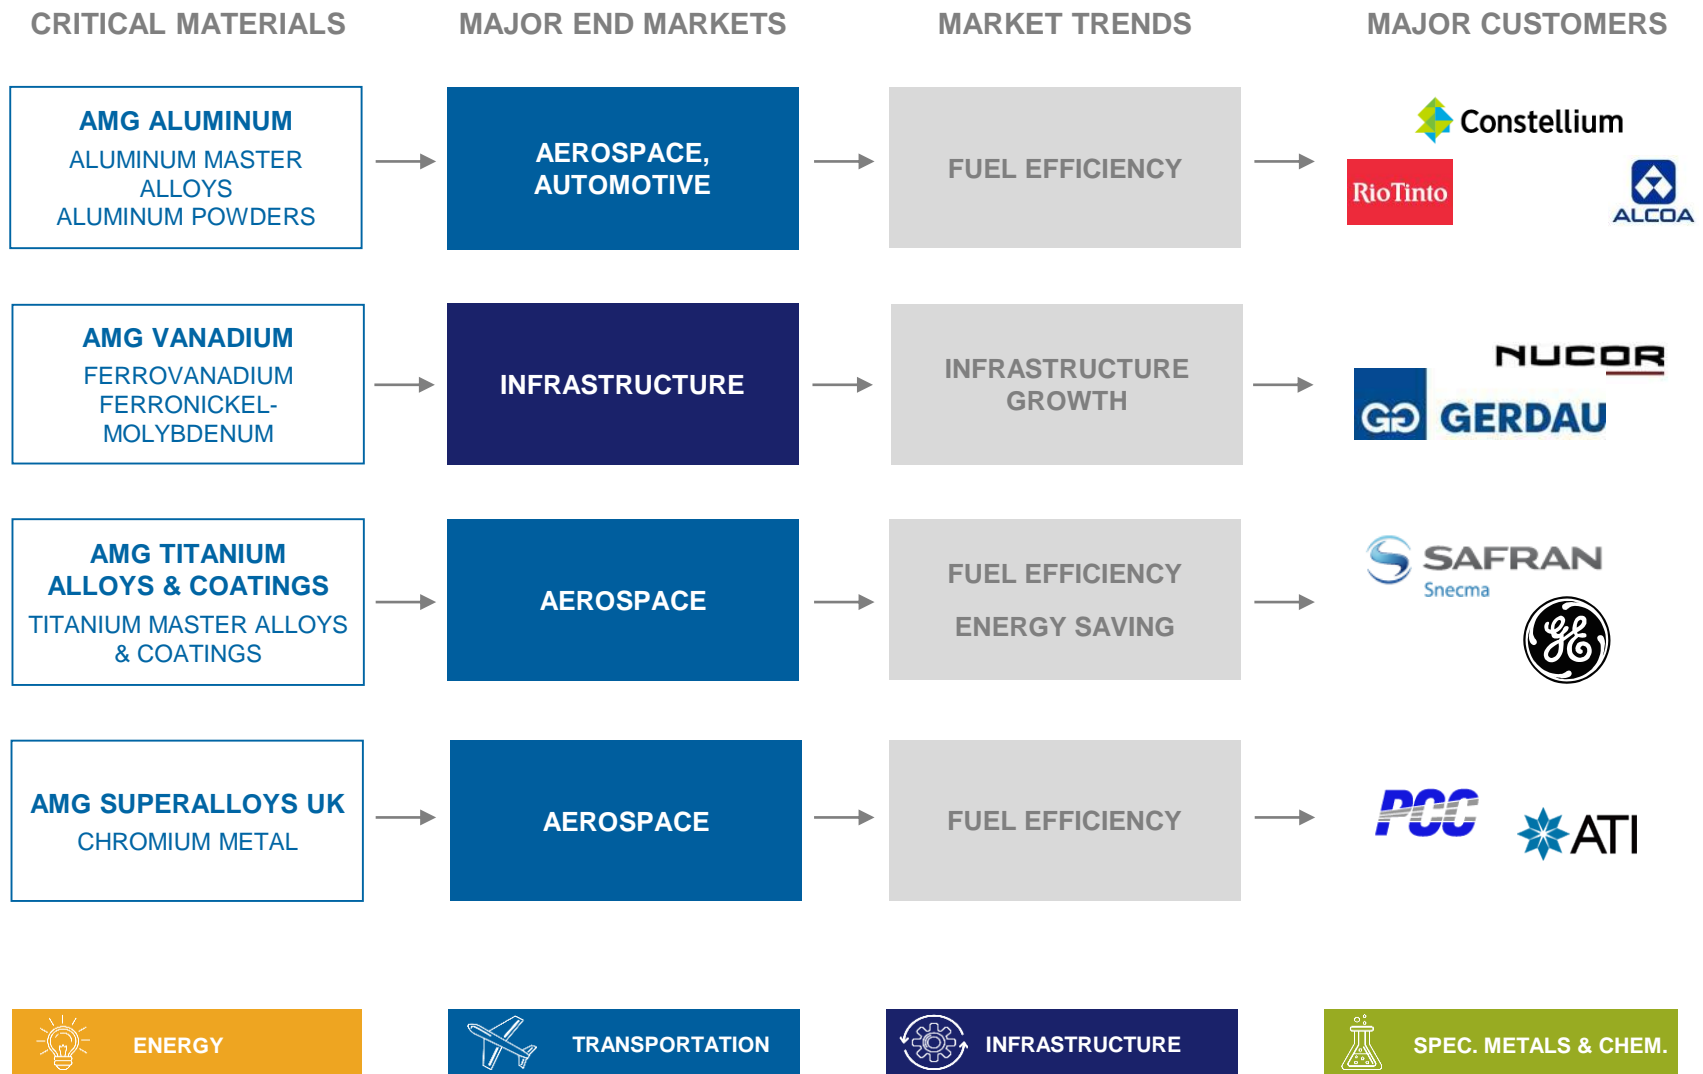 CRITICAL MATERIALS
MAJOR END MARKETS
MARKET TRENDS
MAJOR CUSTOMERS
AMG ALUMINUM
ALUMINUM MASTER
ALLOYS
ALUMINUM POWDERS
AEROSPACE,
AUTOMOTIVE
FUEL EFFICIENCY
Constellium
RioTinto
ALCOA
AMG VANADIUM
FERROVANADIUM
FERRONICKEL-
MOLYBDENUM
INFRASTRUCTURE
INFRASTRUCTURE
GROWTH
NUCOR
GG GERDAU
AMG TITANIUM
ALLOYS & COATINGS
TITANIUM MASTER ALLOYS
& COATINGS
AEROSPACE
FUEL EFFICIENCY
ENERGY SAVING
SAFRAN
Snecma
GE
AMG SUPERALLOYS UK
CHROMIUM METAL
AEROSPACE
FUEL EFFICIENCY
PCC
ATI
ENERGY
TRANSPORTATION
INFRASTRUCTURE
SPEC. METALS & CHEM.